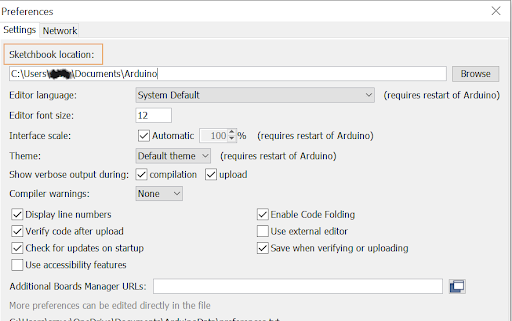 Preferences
Settings Network
Sketchbook location:
C:\Users\ \Documents\Arduino Browse
Editor language: System Default (requires restart of Arduino)
Editor font size: 12
Interface scale: Automatic 100 % (requires restart of Arduino)
Theme: Default theme (requires restart of Arduino)
Show verbose output during: compilation upload
Compiler warnings: None
Display line numbers Enable Code Folding
Verify code after upload Use external editor
Check for updates on startup Save when verifying or uploading
Use accessibility features
Additional Boards Manager URLs:
More preferences can be edited directly in the file